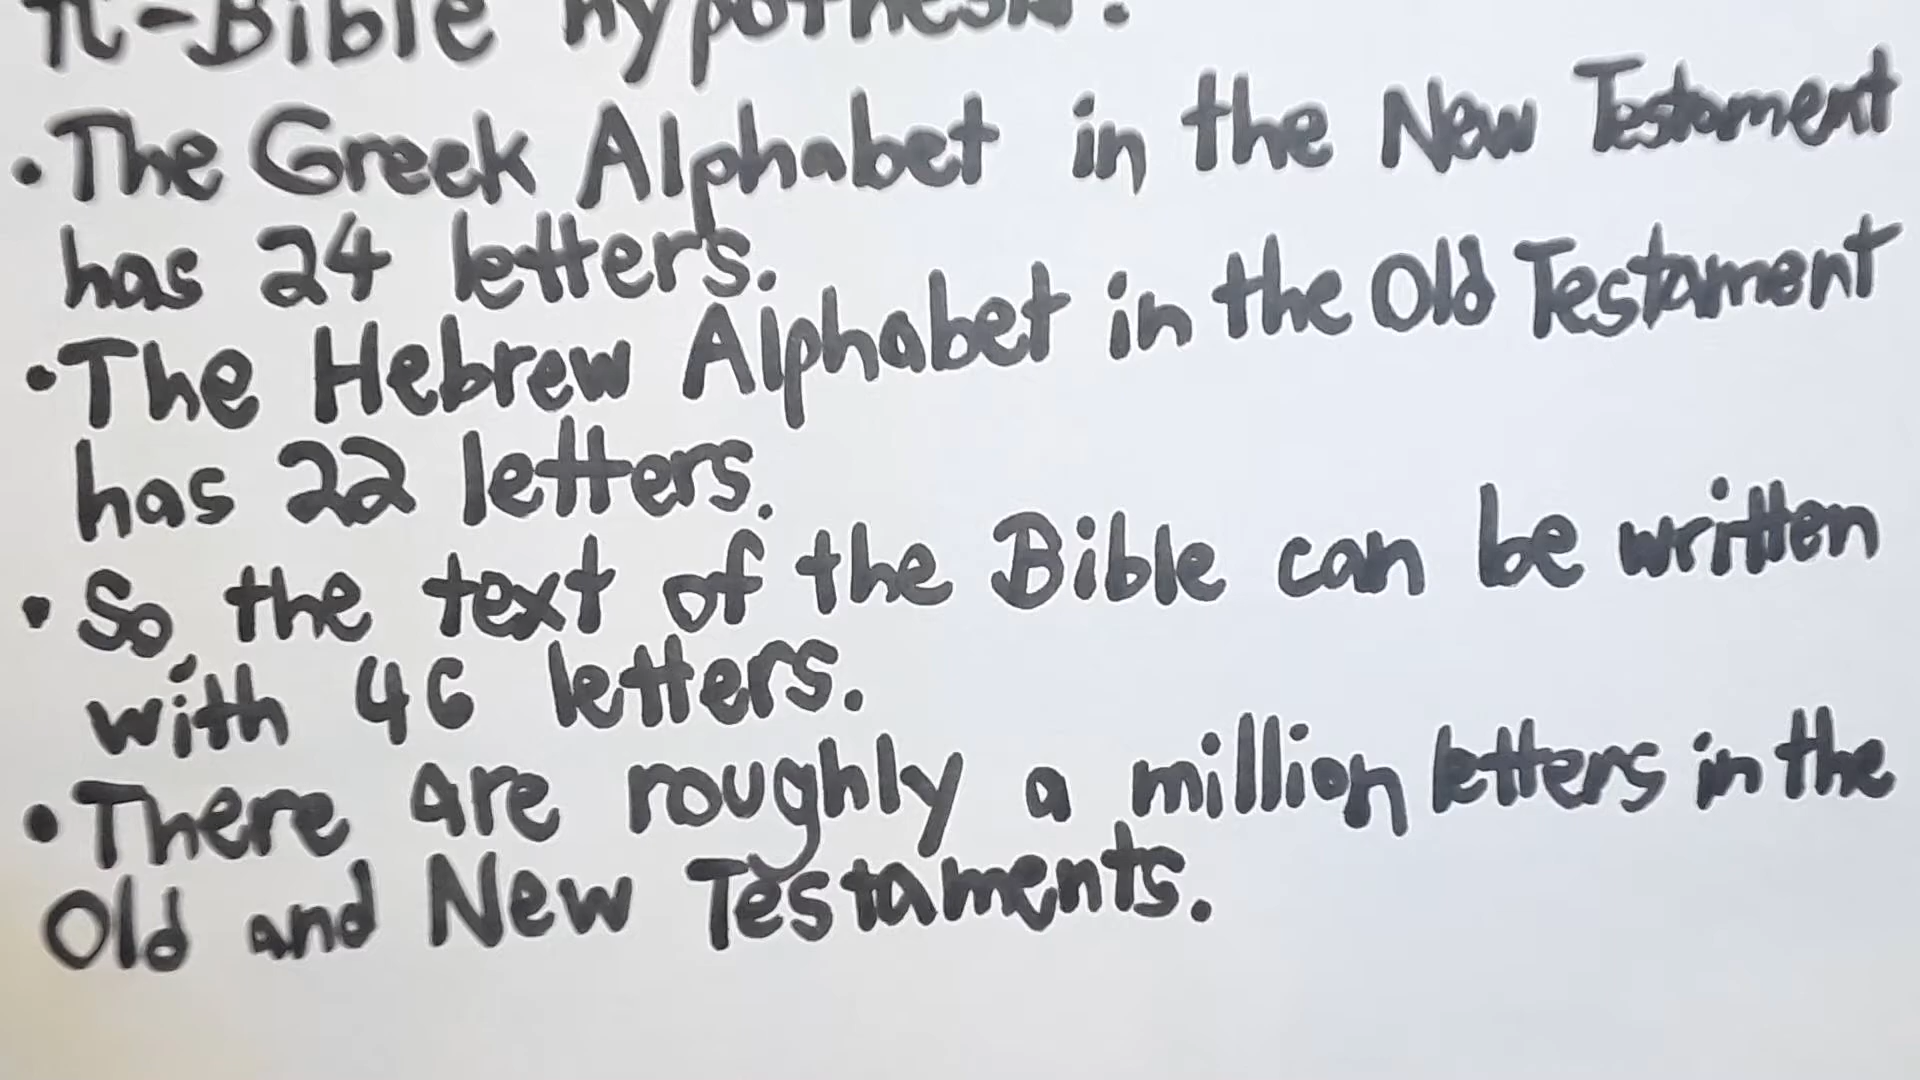 π-Bible hypothesis:
• The Greek Alphabet in the New Testament
has 24 letters.
• The Hebrew Alphabet in the Old Testament
has 22 letters.
• So, the text of the Bible can be written
with 46 letters.
• There are roughly a million letters in the
Old and New Testaments.